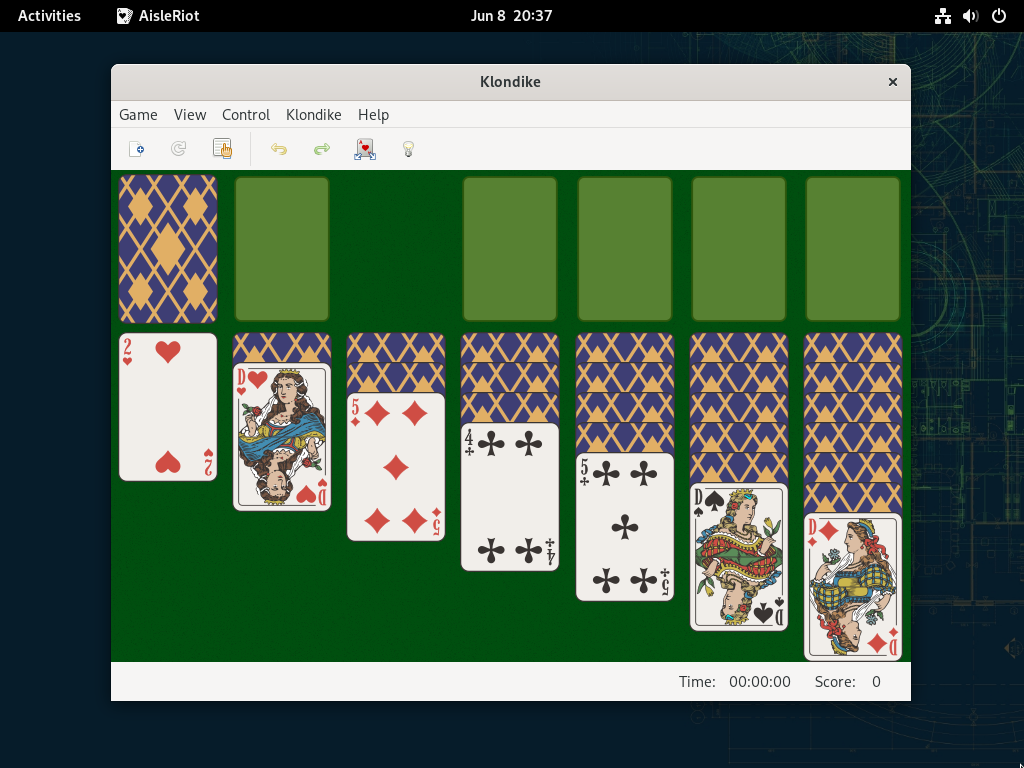 Activities
AisleRiot
Jun 8 20:37
Klondike
Game View Control Klondike Help
2
2
D
D
5
5
4
4
5
5
D
D
D
D
Time: 00:00:00 Score: 0